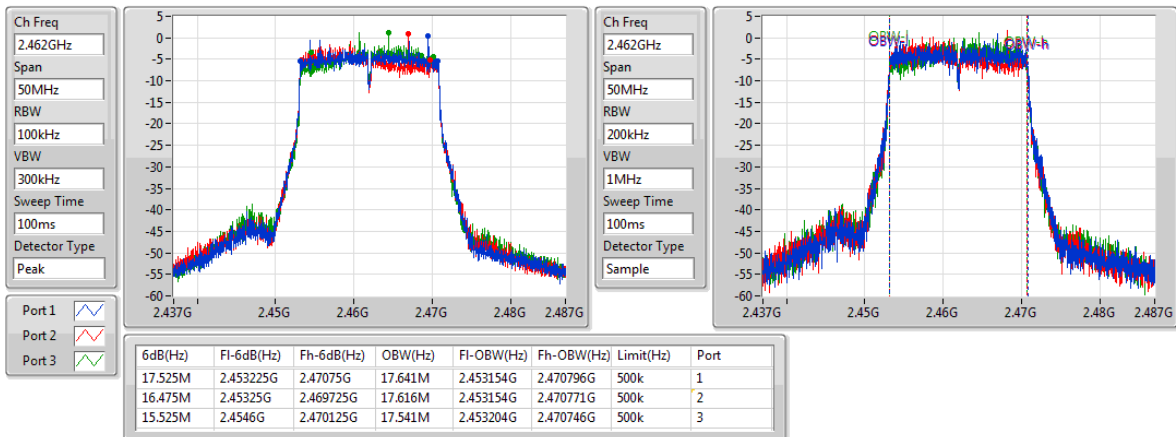 Ch Freq
2.462GHz
Span
50MHz
RBW
100kHz
VBW
300kHz
Sweep Time
100ms
Detector Type
Peak
Port 1
Port 2
Port 3
5
0
-5
-10
-15
-20
-25
-30
-35
-40
-45
-50
-55
-60
2.437G 2.45G 2.46G 2.47G 2.48G 2.487G
Ch Freq
2.462GHz
Span
50MHz
RBW
200kHz
VBW
1MHz
Sweep Time
100ms
Detector Type
Sample
5
0
-5
-10
-15
-20
-25
-30
-35
-40
-45
-50
-55
-60
OBW-l OBW-h
2.437G 2.45G 2.46G 2.47G 2.48G 2.487G
6dB(Hz) Fl-6dB(Hz) Fh-6dB(Hz) OBW(Hz) Fl-OBW(Hz) Fh-OBW(Hz) Limit(Hz) Port
17.525M 2.453225G 2.47075G 17.641M 2.453154G 2.470796G 500k 1
16.475M 2.45325G 2.469725G 17.616M 2.453154G 2.470771G 500k 2
15.525M 2.4546G 2.470125G 17.541M 2.453204G 2.470746G 500k 3